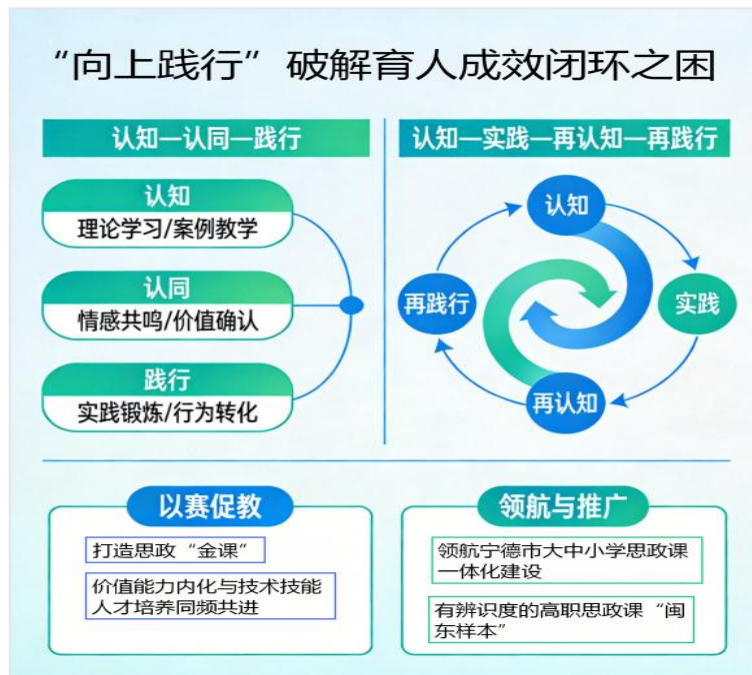 “向上践行”破解育人成效闭环之困
认知—认同—践行
认知
理论学习/案例教学
认同
情感共鸣/价值确认
践行
实践锻炼/行为转化
认知—实践—再认知—再践行
认知
实践
再认知
再践行
以赛促教
打造思政“金课”
价值能力内化与技术技能
人才培养同频共进
领航与推广
领航宁德市大中小学思政课
一体化建设
有辨识度的高职思政课“闽
东样本”